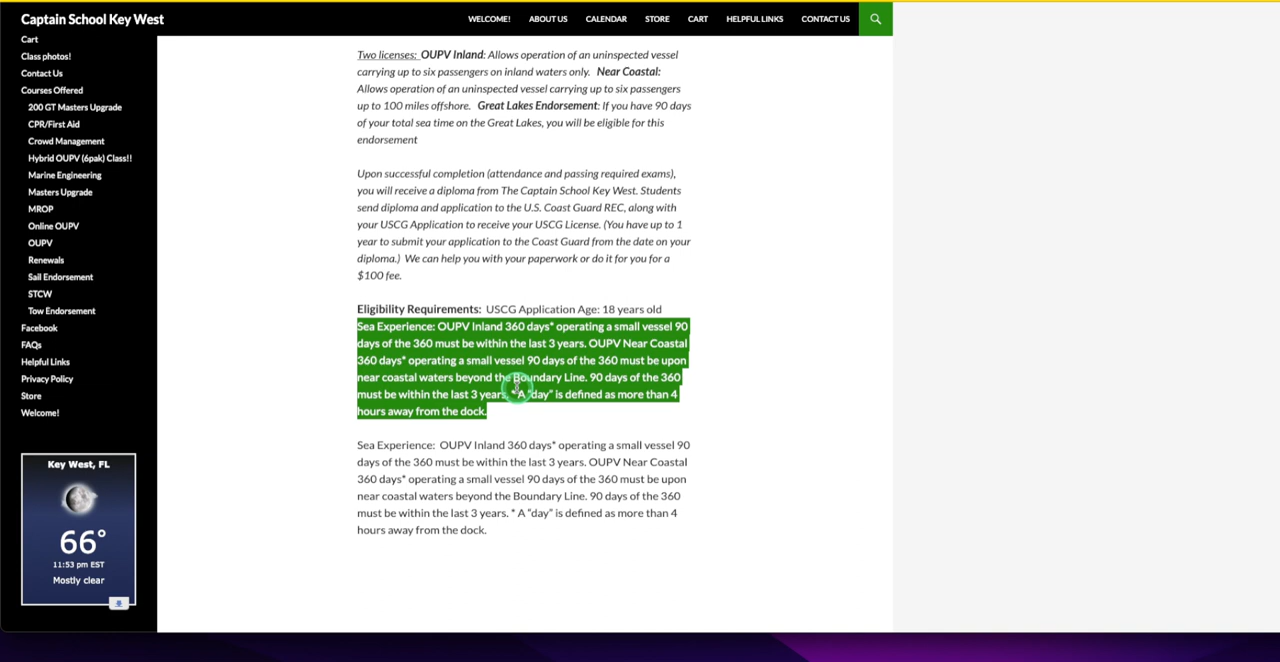 Captain School Key West
WELCOME! ABOUT US CALENDAR STORE CART HELPFUL LINKS CONTACT US
Cart
Class photos!
Contact Us
Courses Offered
200 GT Masters Upgrade
CPR/First Aid
Crowd Management
Hybrid OUPV (6pak) Class!!
Marine Engineering
Masters Upgrade
MROP
Online OUPV
OUPV
Renewals
Sail Endorsement
STCW
Tow Endorsement
Facebook
FAQs
Helpful Links
Privacy Policy
Store
Welcome!
Key West, FL
66°
11:53 pm EST
Mostly clear
Two licenses: OUPV Inland: Allows operation of an uninspected vessel
carrying up to six passengers on inland waters only. Near Coastal:
Allows operation of an uninspected vessel carrying up to six passengers
up to 100 miles offshore. Great Lakes Endorsement: If you have 90 days
of your total sea time on the Great Lakes, you will be eligible for this
endorsement
Upon successful completion (attendance and passing required exams),
you will receive a diploma from The Captain School Key West. Students
send diploma and application to the U.S. Coast Guard REC, along with
your USCG Application to receive your USCG License. (You have up to 1
year to submit your application to the Coast Guard from the date on your
diploma.) We can help you with your paperwork or do it for you for a
$100 fee.
Eligibility Requirements: USCG Application Age: 18 years old
Sea Experience: OUPV Inland 360 days* operating a small vessel 90
days of the 360 must be within the last 3 years. OUPV Near Coastal
360 days* operating a small vessel 90 days of the 360 must be upon
near coastal waters beyond the Boundary Line. 90 days of the 360
must be within the last 3 years. *A "day" is defined as more than 4
hours away from the dock.
Sea Experience: OUPV Inland 360 days* operating a small vessel 90
days of the 360 must be within the last 3 years. OUPV Near Coastal
360 days* operating a small vessel 90 days of the 360 must be upon
near coastal waters beyond the Boundary Line. 90 days of the 360
must be within the last 3 years. * A "day" is defined as more than 4
hours away from the dock.